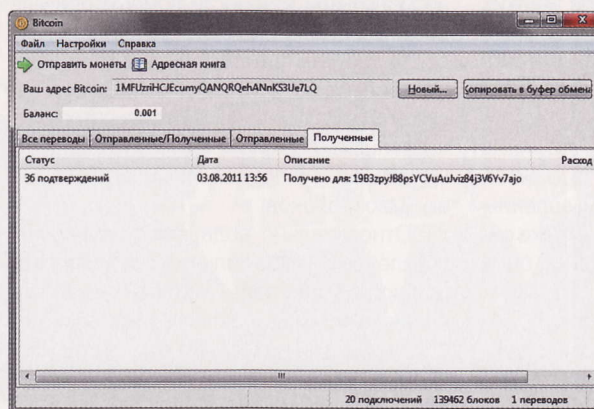 Bitcoin
Файл Настройки Справка
Отправить монеты Адресная книга
Ваш адрес Bitcoin: 1MFUzriHCJEcumyQANQRQehANnKS3Ue7LQ Новый... Копировать в буфер обмена
Баланс: 0.001
Все переводы Отправленные/Полученные Отправленные Полученные
Статус Дата Описание Расход
36 подтверждений 03.08.2011 13:56 Получено для: 19B3zpyJB8psYCVuAuJviz84j3V6Yv7ajo
20 подключений 139462 блоков 1 переводов